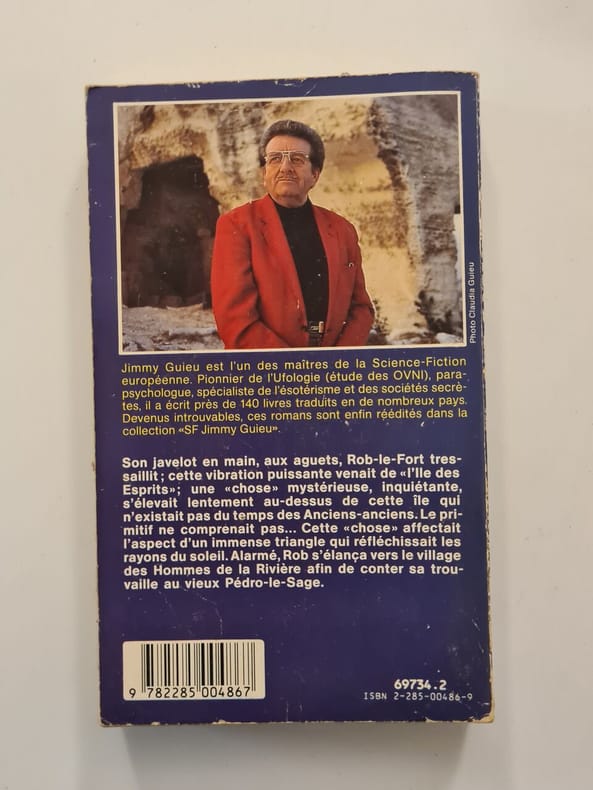 Photo Claudia Guieu
Jimmy Guieu est l'un des maîtres de la Science-Fiction
européenne. Pionnier de l'Ufologie (étude des OVNI), para-
psychologue, spécialiste de l'ésotérisme et des sociétés secrè-
tes, il a écrit près de 140 livres traduits en de nombreux pays.
Devenus introuvables, ces romans sont enfin réédités dans la
collection «SF Jimmy Guieu».
Son javelot en main, aux aguets, Rob-le-Fort tres-
saillit ; cette vibration puissante venait de «l'Ile des
Esprits»; une «chose» mystérieuse, inquiétante,
s'élevait lentement au-dessus de cette île qui
n'existait pas du temps des Anciens-anciens. Le pri-
mitif ne comprenait pas... Cette «chose» affectait
l'aspect d'un immense triangle qui réfléchissait les
rayons du soleil. Alarmé, Rob s'élança vers le village
des Hommes de la Rivière afin de conter sa trou-
vaille au vieux Pédro-le-Sage.
9 782285 004867
69734.2
ISBN 2-285-00486-9